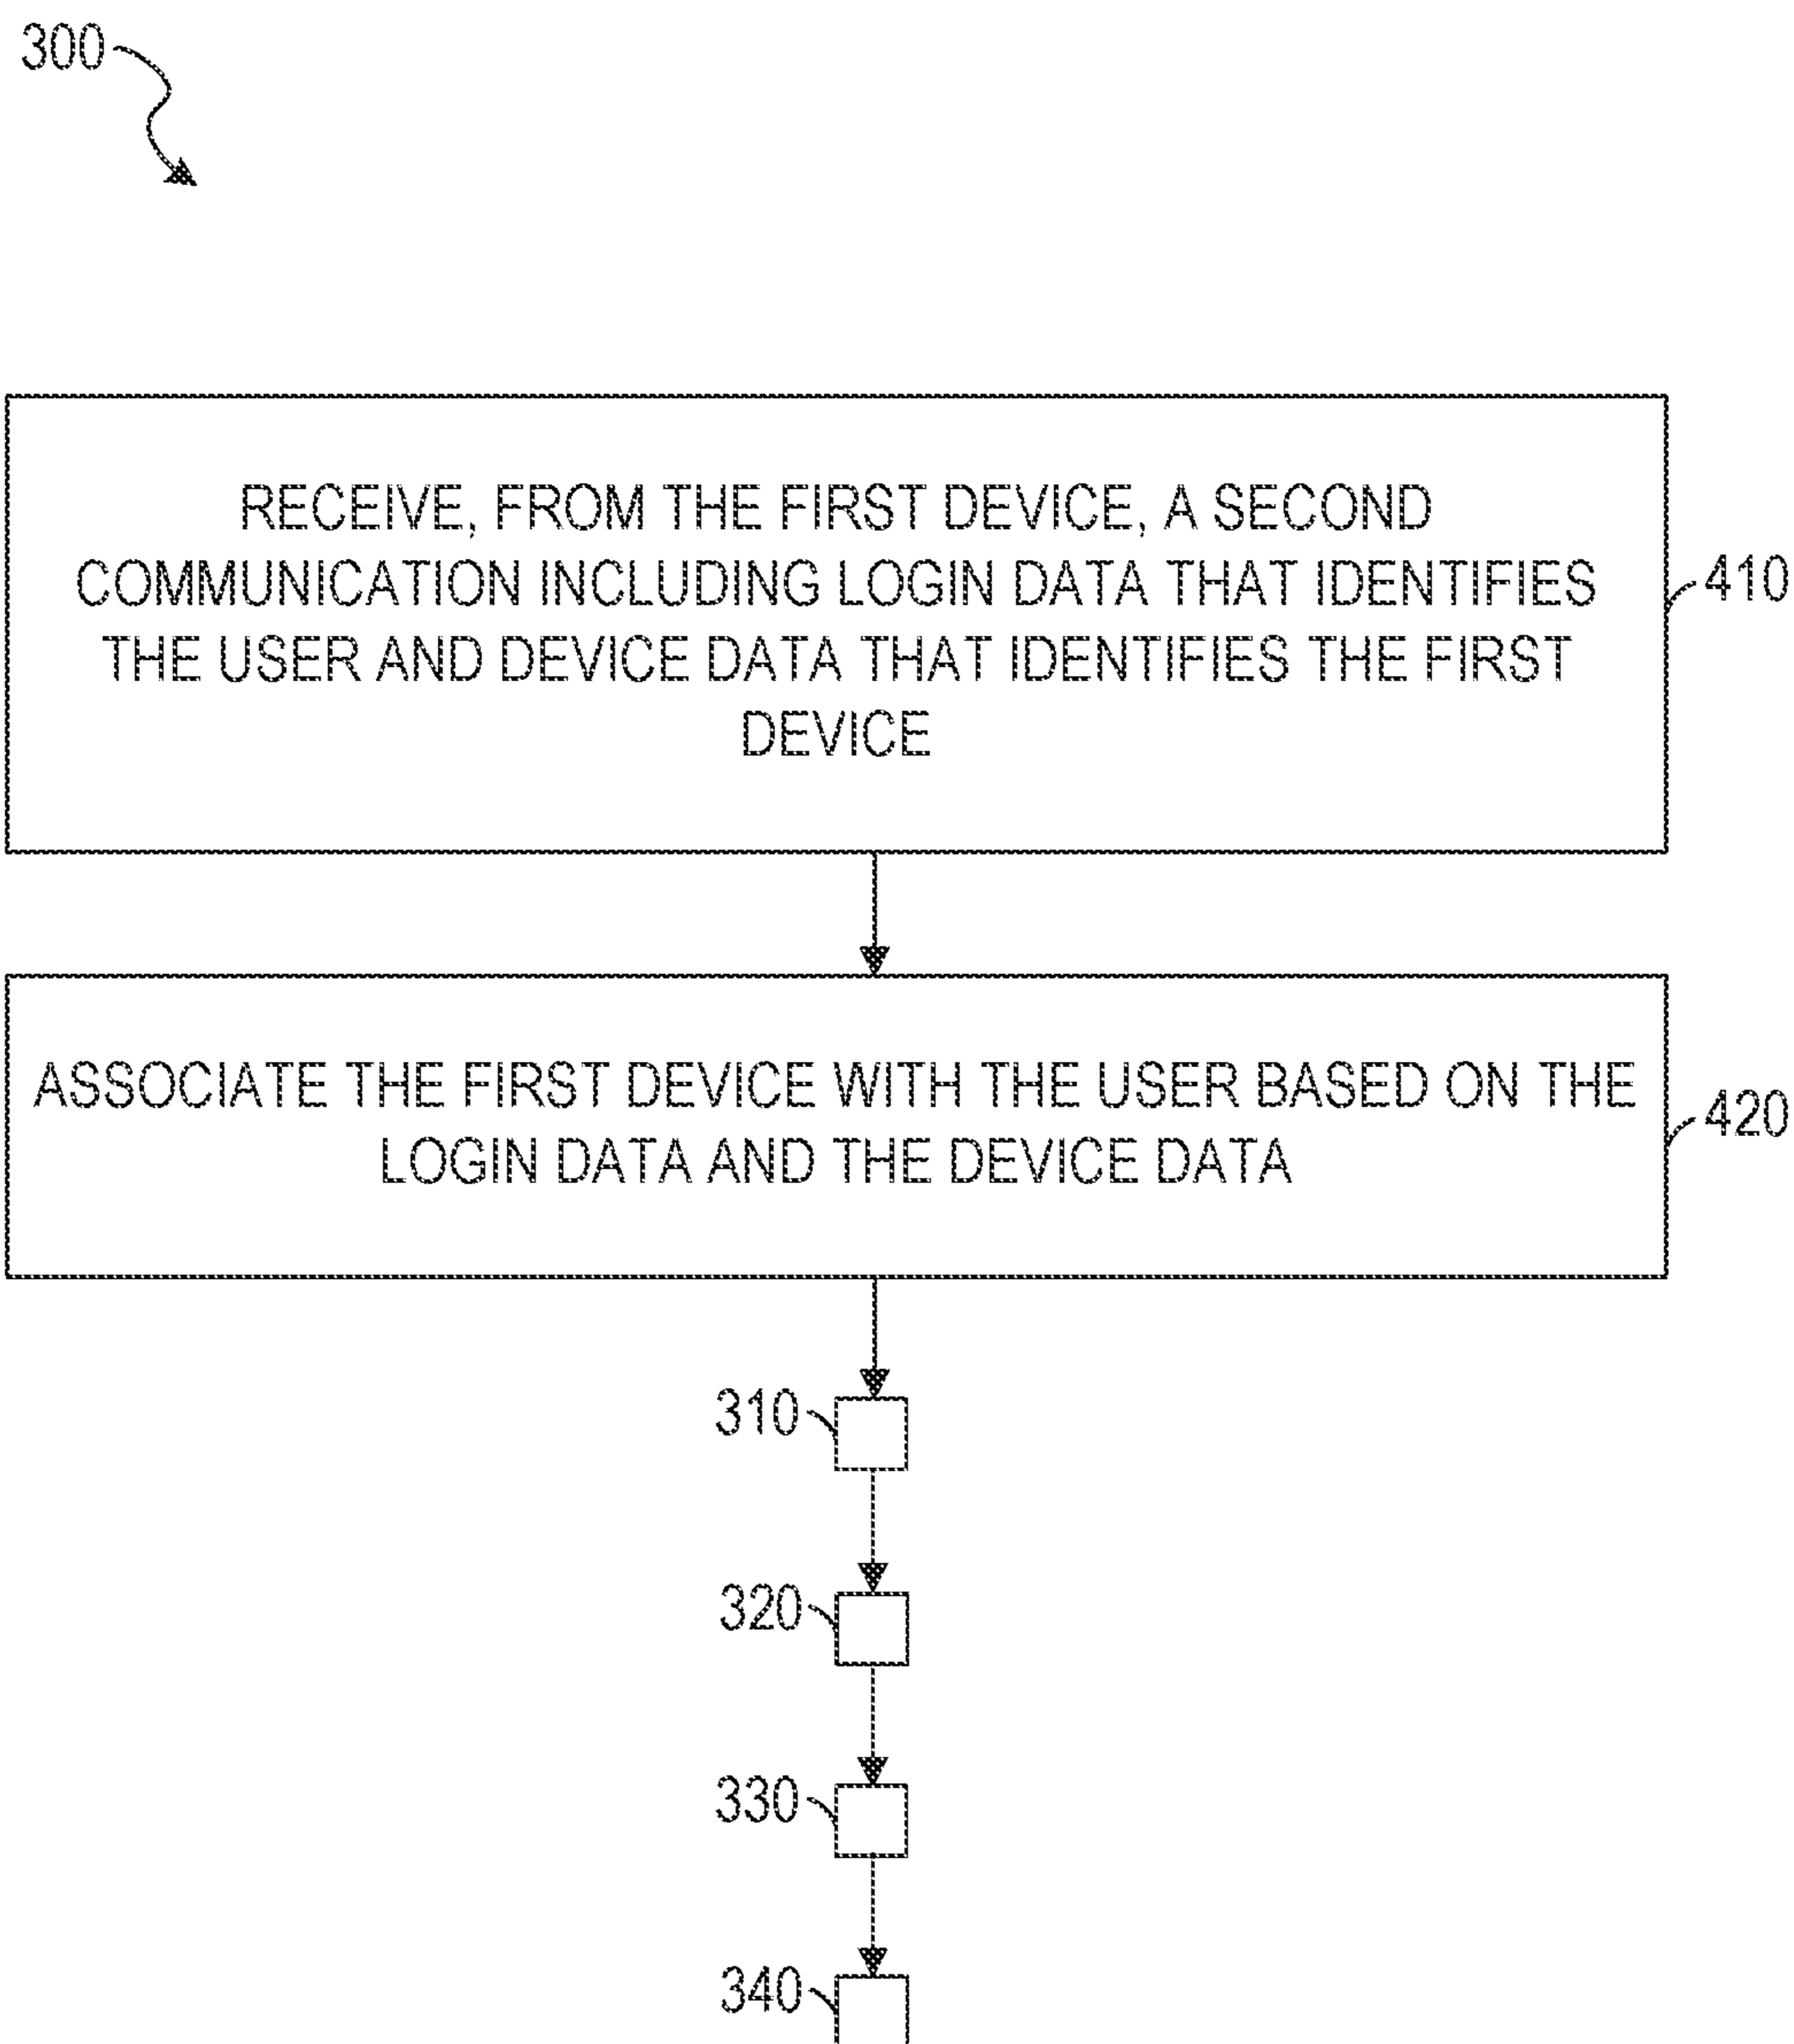 300
RECEIVE, FROM THE FIRST DEVICE, A SECOND
COMMUNICATION INCLUDING LOGIN DATA THAT IDENTIFIES
THE USER AND DEVICE DATA THAT IDENTIFIES THE FIRST
DEVICE
410
ASSOCIATE THE FIRST DEVICE WITH THE USER BASED ON THE
LOGIN DATA AND THE DEVICE DATA
420
310
320
330
340